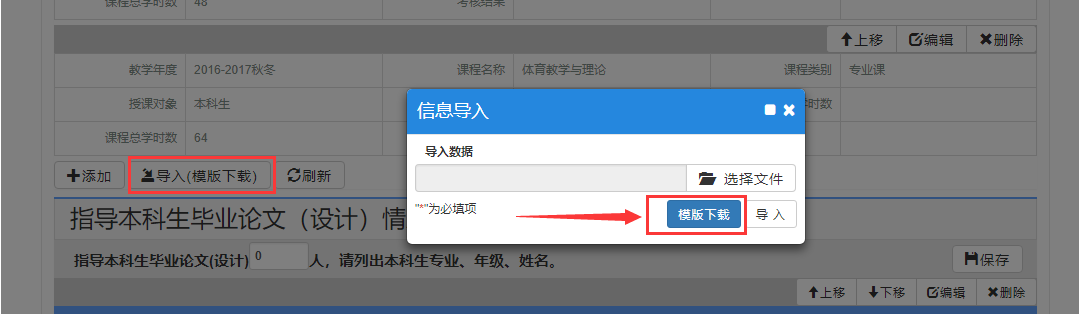 课程总学时数 48 考核结果
上移 编辑 删除
教学年度 2016-2017秋冬 课程名称 体育教学与理论 课程类别 专业课
授课对象 本科生 学时数
课程总学时数 64
信息导入
导入数据
选择文件
"*"为必填项 模版下载 导 入
添加 导入(模版下载) 刷新
指导本科生毕业论文（设计）情
指导本科生毕业论文(设计) 0 人，请列出本科生专业、年级、姓名。 保存
上移 下移 编辑 删除